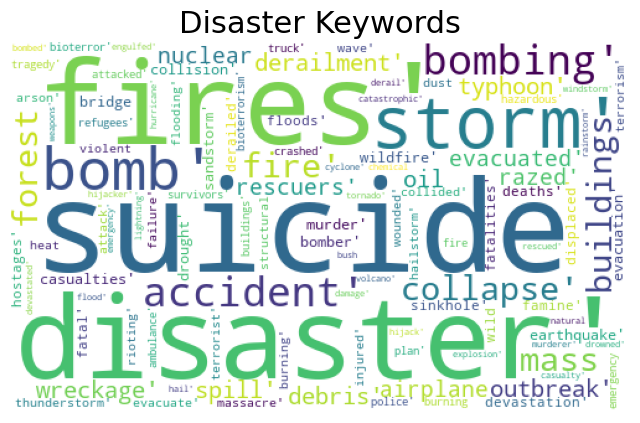 Disaster Keywords
bombed'
bioterror'
engulfed'
nuclear
truck'
wave'
bombing'
tragedy'
attacked'
collision'
derailment'
derail'
catastrophic'
typhoon'
dust
hazardous'
windstorm'
terrorism'
arson
weapons'
bridge
hurricane'
flooding'
fires'
bioterrorism
floods'
storm'
rainstorm'
refugees'
sandstorm'
derailed'
crashed'
cyclone'
chemical'
wildfire'
evacuated'
buildings'
forest
violent
bomb'
fire'
rescuers'
oil
razed'
hijacker'
survivors'
tornado'
collided'
deaths'
displaced'
evacuation
suicide
hostages'
attack'
emergency
lightning'
failure'
drought'
buildings'
structural
murder'
bomber'
wounded'
hailstorm'
fire
fatalities'
rescued'
heat
bush
volcano'
casualties'
accident
collapse'
devastated'
flood'
damage'
sinkhole'
famine'
natural
disaster'
fatal'
rioting'
ambulance'
terrorist'
hijack'
plan'
injured'
explosion'
wild
earthquake'
murderer'
drowned'
mass
wreckage'
hail'
spill'
burning'
debris'
airplane
outbreak'
casualty'
emergency'
thunderstorm'
evacuate'
massacre'
police'
burning
devastation'